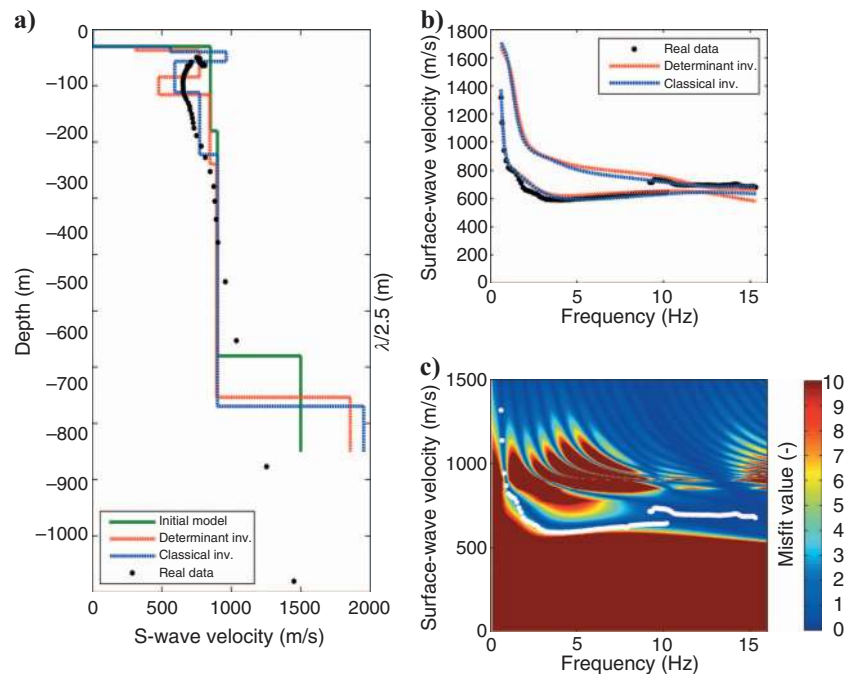 a)
0
−100
−200
−300
−400
−500
−600
−700
−800
−900
−1000
Depth (m)
λ/2.5 (m)
Initial model
Determinant inv.
Classical inv.
Real data
0 500 1000 1500 2000
S-wave velocity (m/s)
b)
1800
1600
1400
1200
1000
800
600
400
200
0
Surface-wave velocity (m/s)
Real data
Determinant inv.
Classical inv.
0 5 10 15
Frequency (Hz)
c)
1500
1000
500
0
Surface-wave velocity (m/s)
0 5 10 15
Frequency (Hz)
10
9
8
7
6
5
4
3
2
1
0
Misfit value (-)